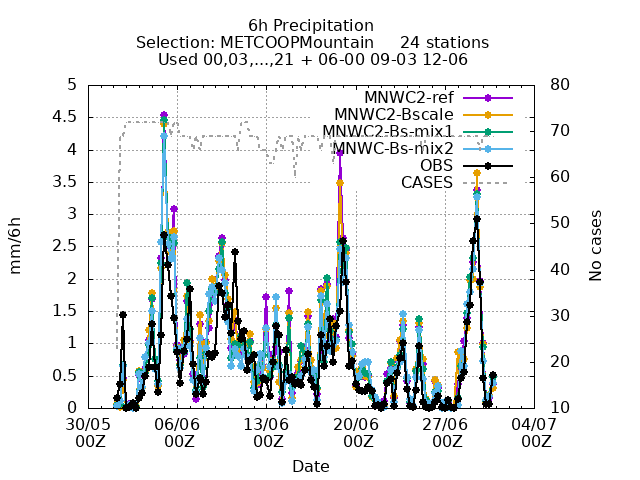 6h Precipitation
Selection: METCOOPMountain     24 stations
Used 00,03,...,21 + 06-00 09-03 12-06
mm/6h
5
4.5
4
3.5
3
2.5
2
1.5
1
0.5
0
MNWC2-ref
MNWC2-Bscale
MNWC2-Bs-mix1
MNWC-Bs-mix2
OBS
CASES
80
70
60
50
40
30
20
10
No cases
30/05 06/06 13/06 20/06 27/06 04/07
00Z 00Z 00Z 00Z 00Z 00Z
Date